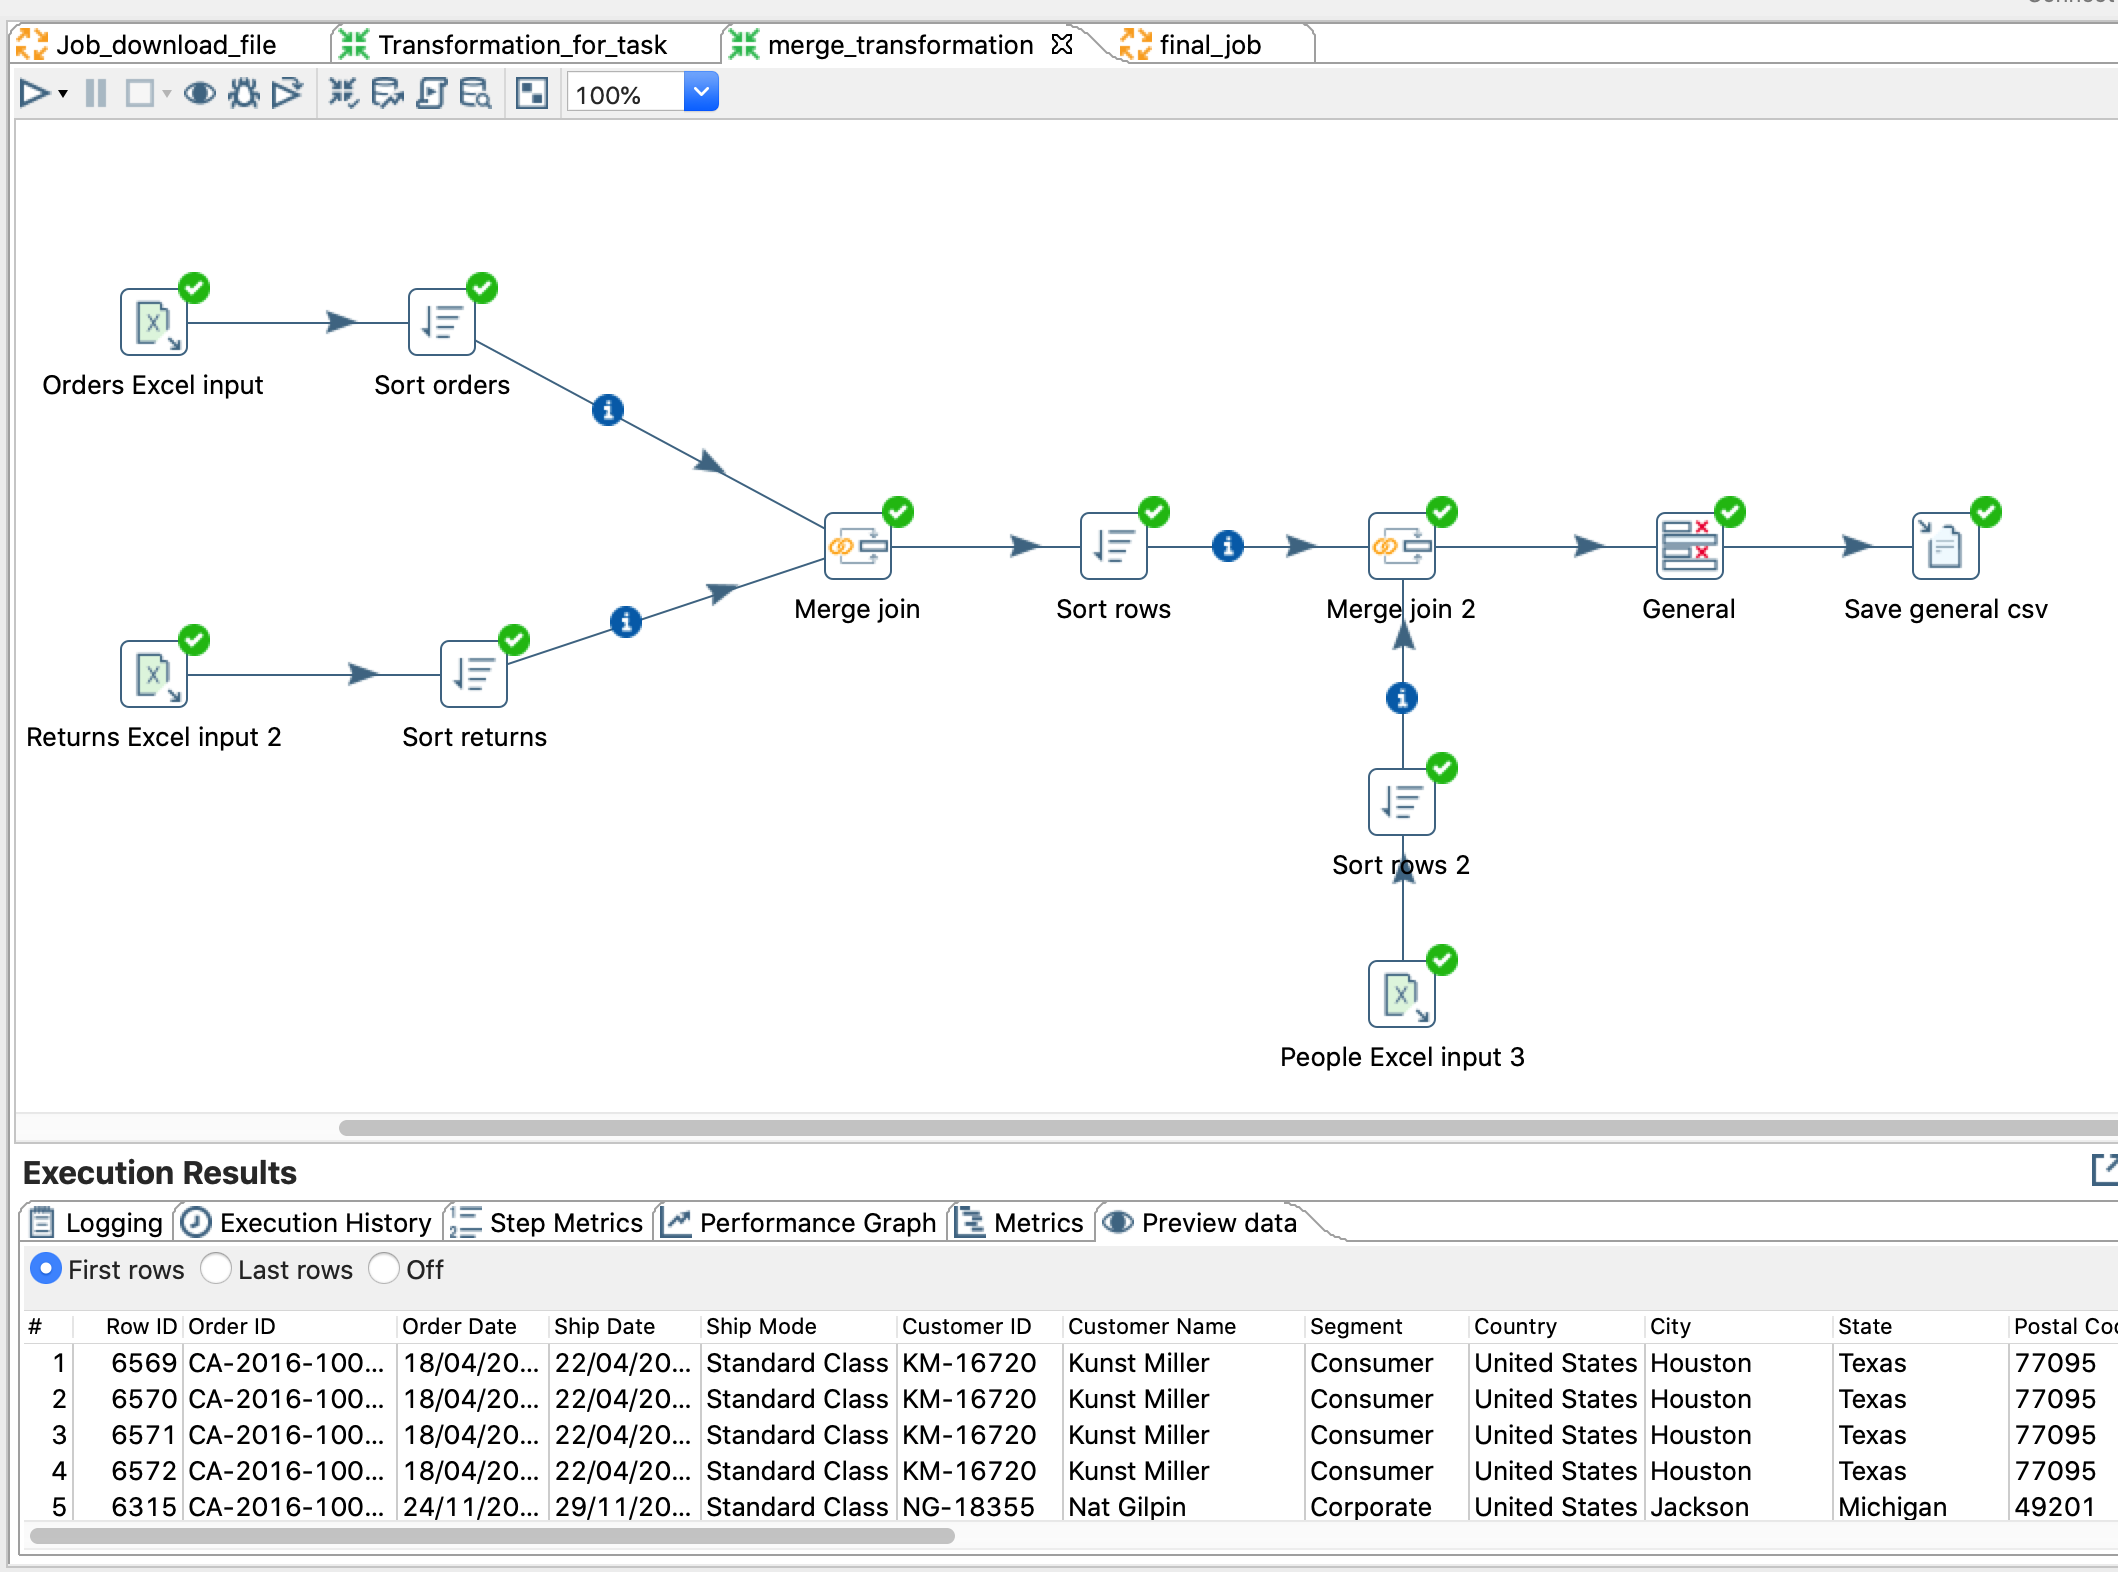 Job_download_file Transformation_for_task merge_transformation final_job
100%
Orders Excel input Sort orders
Merge join Sort rows Merge join 2 General Save general csv
Returns Excel input 2 Sort returns
Sort rows 2
People Excel input 3
Execution Results
Logging Execution History Step Metrics Performance Graph Metrics Preview data
First rows Last rows Off
# Row ID Order ID Order Date Ship Date Ship Mode Customer ID Customer Name Segment Country City State Postal Coc
1 6569 CA-2016-100... 18/04/20... 22/04/20... Standard Class KM-16720 Kunst Miller Consumer United States Houston Texas 77095
2 6570 CA-2016-100... 18/04/20... 22/04/20... Standard Class KM-16720 Kunst Miller Consumer United States Houston Texas 77095
3 6571 CA-2016-100... 18/04/20... 22/04/20... Standard Class KM-16720 Kunst Miller Consumer United States Houston Texas 77095
4 6572 CA-2016-100... 18/04/20... 22/04/20... Standard Class KM-16720 Kunst Miller Consumer United States Houston Texas 77095
5 6315 CA-2016-100... 24/11/20... 29/11/20... Standard Class NG-18355 Nat Gilpin Corporate United States Jackson Michigan 49201